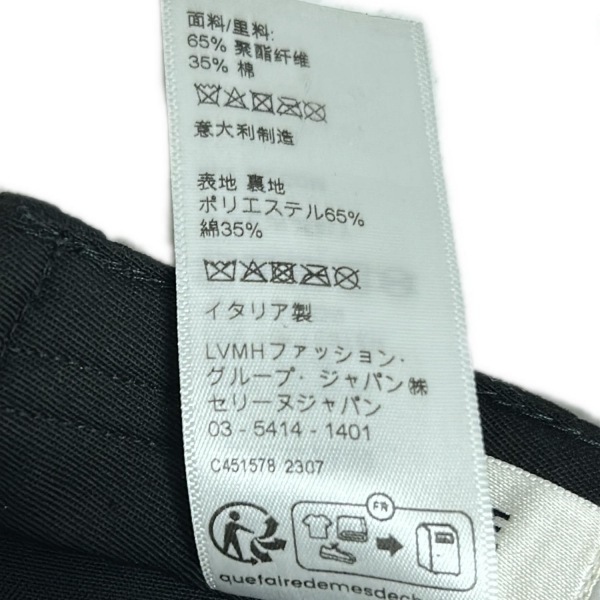 面料/里料:
65% 聚酯纤维
35% 棉
意大利制造
表地 裏地
ポリエステル65%
綿35%
イタリア製
LVMHファッション・
グループ・ジャパン㈱
セリーヌジャパン
03 - 5414 - 1401
C451578 2307
FR
quefairedemesdech